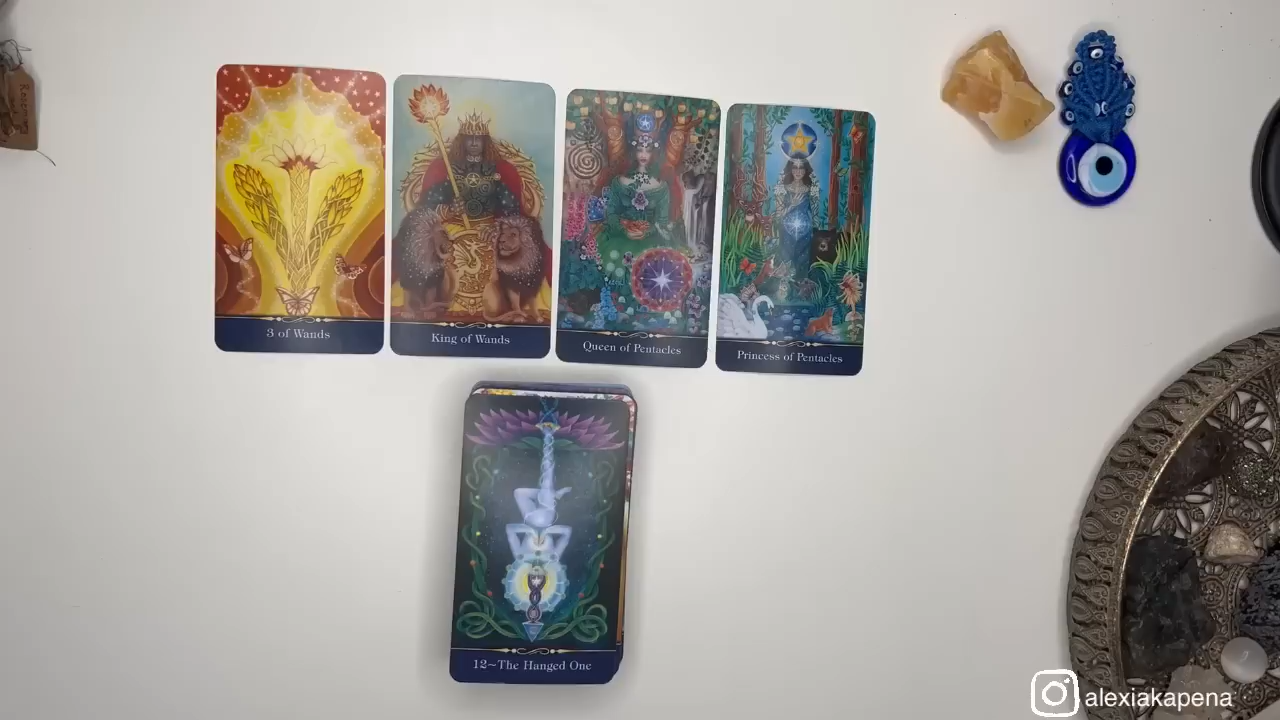 3 of Wands
King of Wands
Queen of Pentacles
Princess of Pentacles
12~The Hanged One
alexiakapena